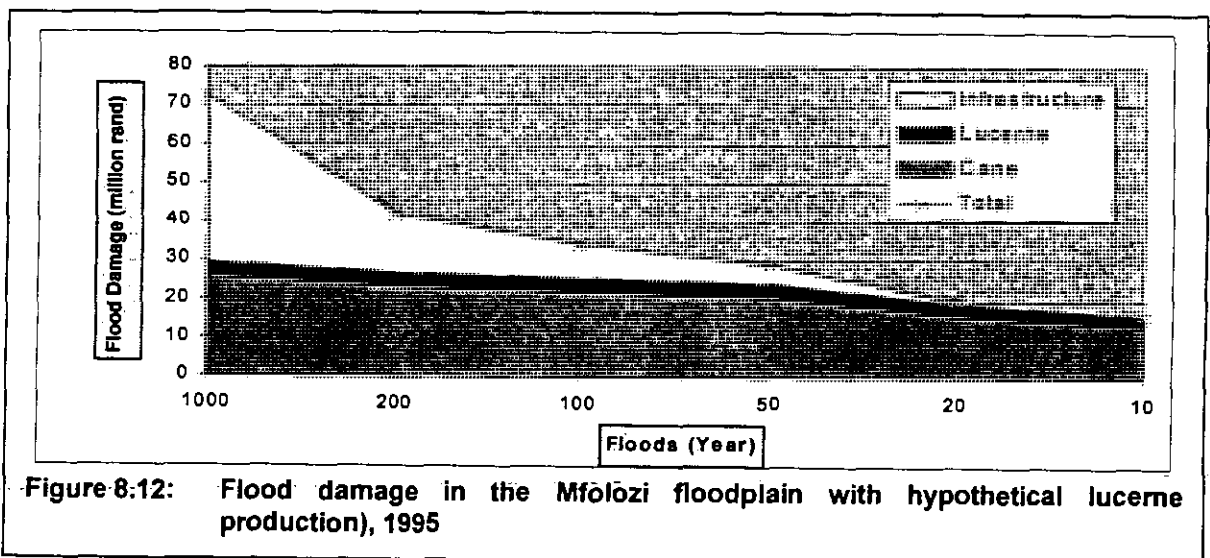 80
70
60
50
40
30
20
10
0
Flood Damage (million rand)
Infrastructure
Lucerne
Cane
Total
1000 200 100 50 20 10
Floods (Year)
Figure 8.12: Flood damage in the Mfolozi floodplain with hypothetical lucerne
production), 1995